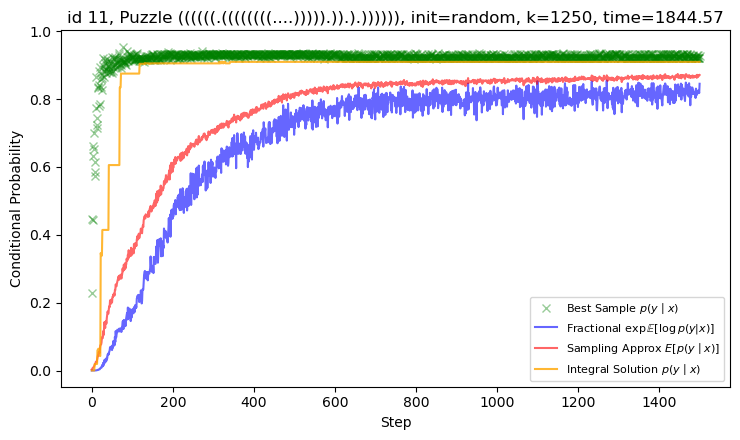 id 11, Puzzle ((((((.((((((((....))))).)).).)))))), init=random, k=1250, time=1844.57
Conditional Probability
1.0
0.8
0.6
0.4
0.2
0.0
Best Sample p(y | x)
Fractional exp𝔼[log p(y|x)]
Sampling Approx E[p(y | x)]
Integral Solution p(y | x)
0 200 400 600 800 1000 1200 1400
Step